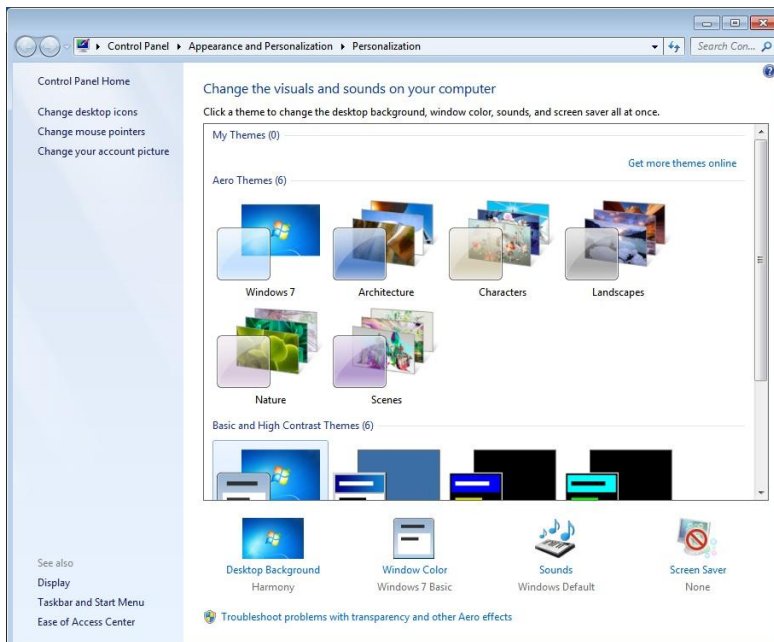 Control Panel ▸ Appearance and Personalization ▸ Personalization
Search Con...
Control Panel Home
Change desktop icons
Change mouse pointers
Change your account picture
Change the visuals and sounds on your computer
Click a theme to change the desktop background, window color, sounds, and screen saver all at once.
My Themes (0)
Get more themes online
Aero Themes (6)
Windows 7
Architecture
Characters
Landscapes
Nature
Scenes
Basic and High Contrast Themes (6)
Desktop Background
Harmony
Window Color
Windows 7 Basic
Sounds
Windows Default
Screen Saver
None
Troubleshoot problems with transparency and other Aero effects
See also
Display
Taskbar and Start Menu
Ease of Access Center